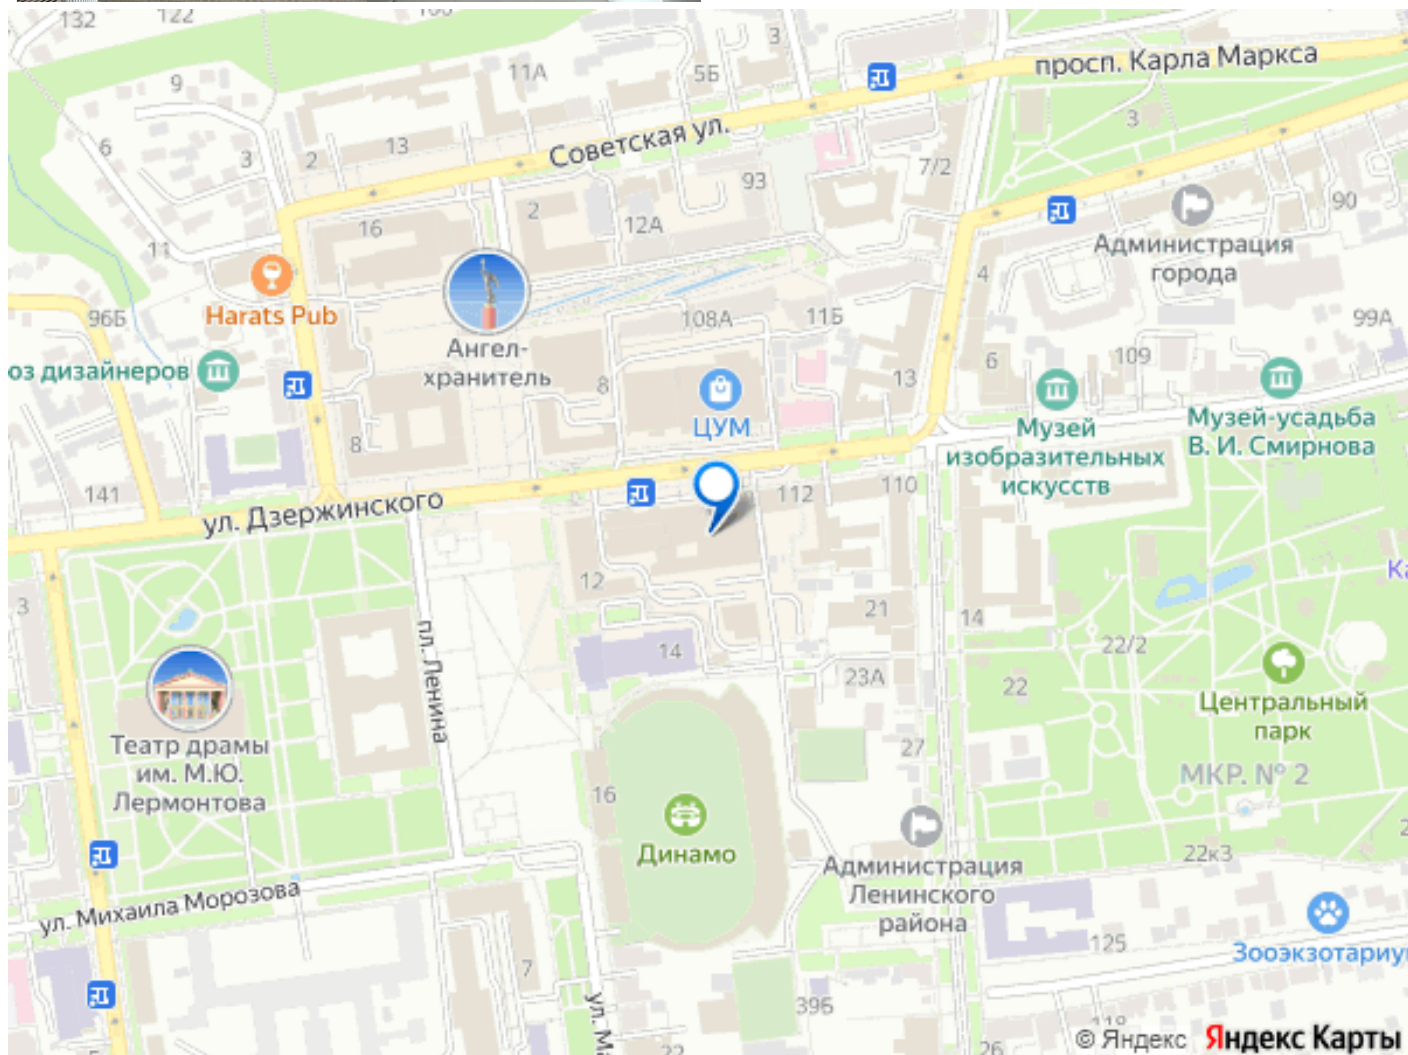 132
122
106
3
11А
5Б
просп. Карла Маркса
9
3
6
3
2
13
Советская ул.
7/2
93
90
16
2
12А
Администрация
города
11
4
Harats Pub
96Б
108А
11Б
99А
Ангел-
хранитель
оз дизайнеров
8
6
109
13
ЦУМ
Музей
изобразительных
искусств
Музей-усадьба
В. И. Смирнова
8
141
ул. Дзержинского
112
110
3
12
21
14
пл. Ленина
14
22/2
23А
22
Центральный
парк
Театр драмы
им. М.Ю.
Лермонтова
27
МКР. № 2
16
Динамо
22к3
Администрация
Ленинского
района
ул. Михаила Морозова
125
Зооэкзотариу
7
39Б
ул. М
22
26
© Яндекс
Яндекс Карты